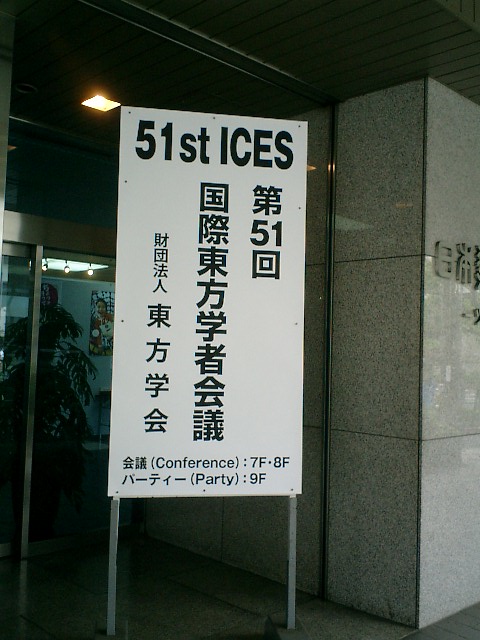 51st ICES
第51回
国際東方学者会議
財団法人 東方学会
会議(Conference):7F・8F
パーティー(Party):9F